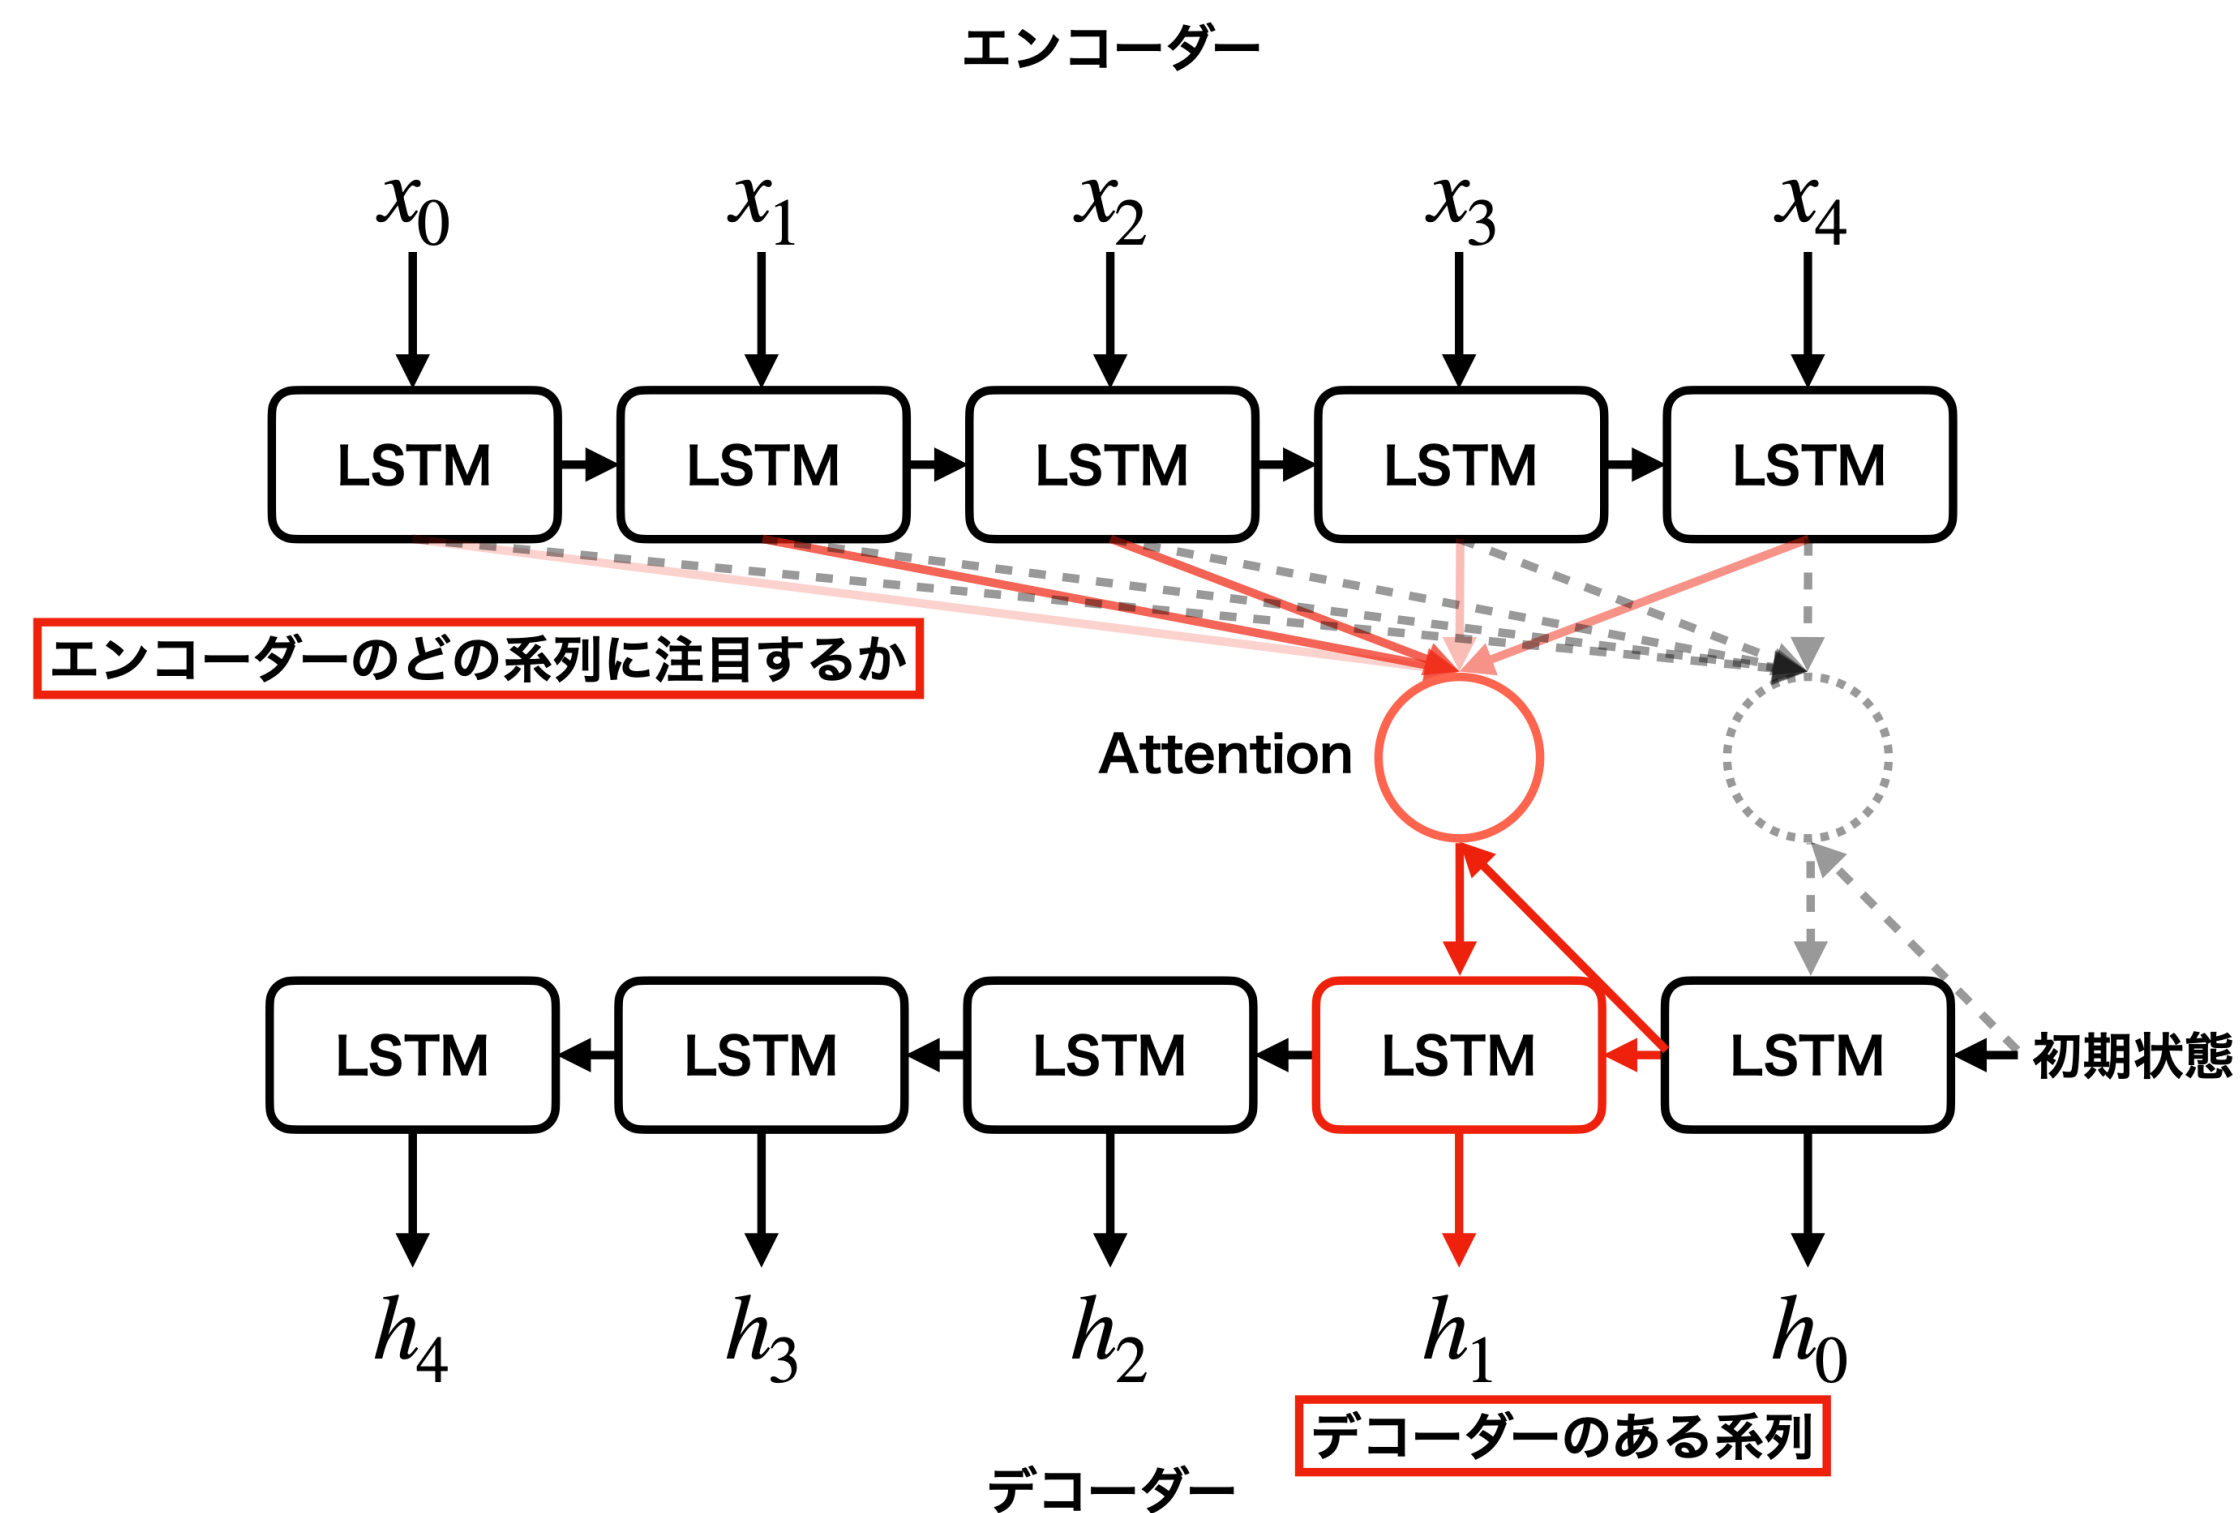 エンコーダー
x0 x1 x2 x3 x4
LSTM LSTM LSTM LSTM LSTM
エンコーダーのどの系列に注目するか
Attention
LSTM LSTM LSTM LSTM LSTM 初期状態
h4 h3 h2 h1 h0
デコーダーのある系列
デコーダー